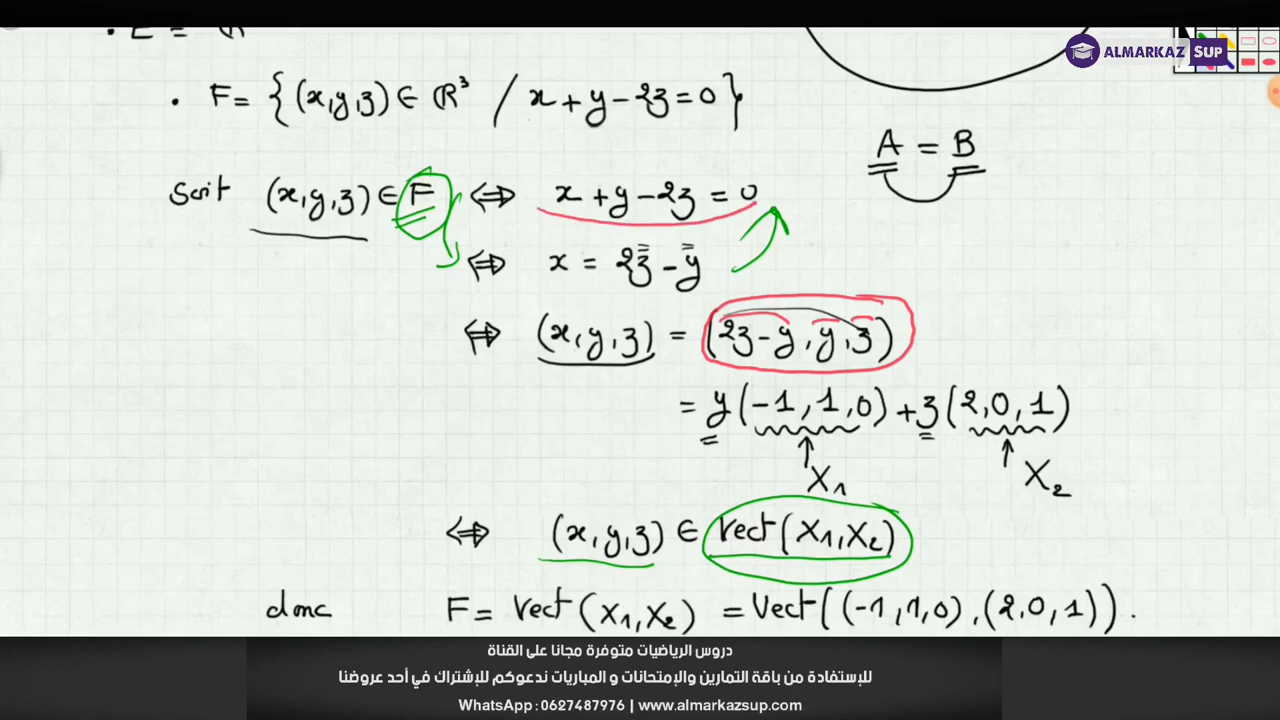 ALMARKAZ SUP
. F = { (x,y,z) ∈ ℝ³ / x + y - 2z = 0 }
A = B
Soit (x,y,z) ∈ F ⇔ x + y - 2z = 0
⇔ x = 2z - y
⇔ (x,y,z) = (2z - y, y, z)
= y(-1, 1, 0) + z(2, 0, 1)
X₁ X₂
⇔ (x,y,z) ∈ Vect(X₁, X₂)
donc F = Vect(X₁, X₂) = Vect((-1,1,0),(2,0,1)).
دروس الرياضيات متوفرة مجانا على القناة
للإستفادة من باقة التمارين والإمتحانات و المباريات ندعوكم للإشتراك في أحد عروضنا
WhatsApp : 0627487976 | www.almarkazsup.com